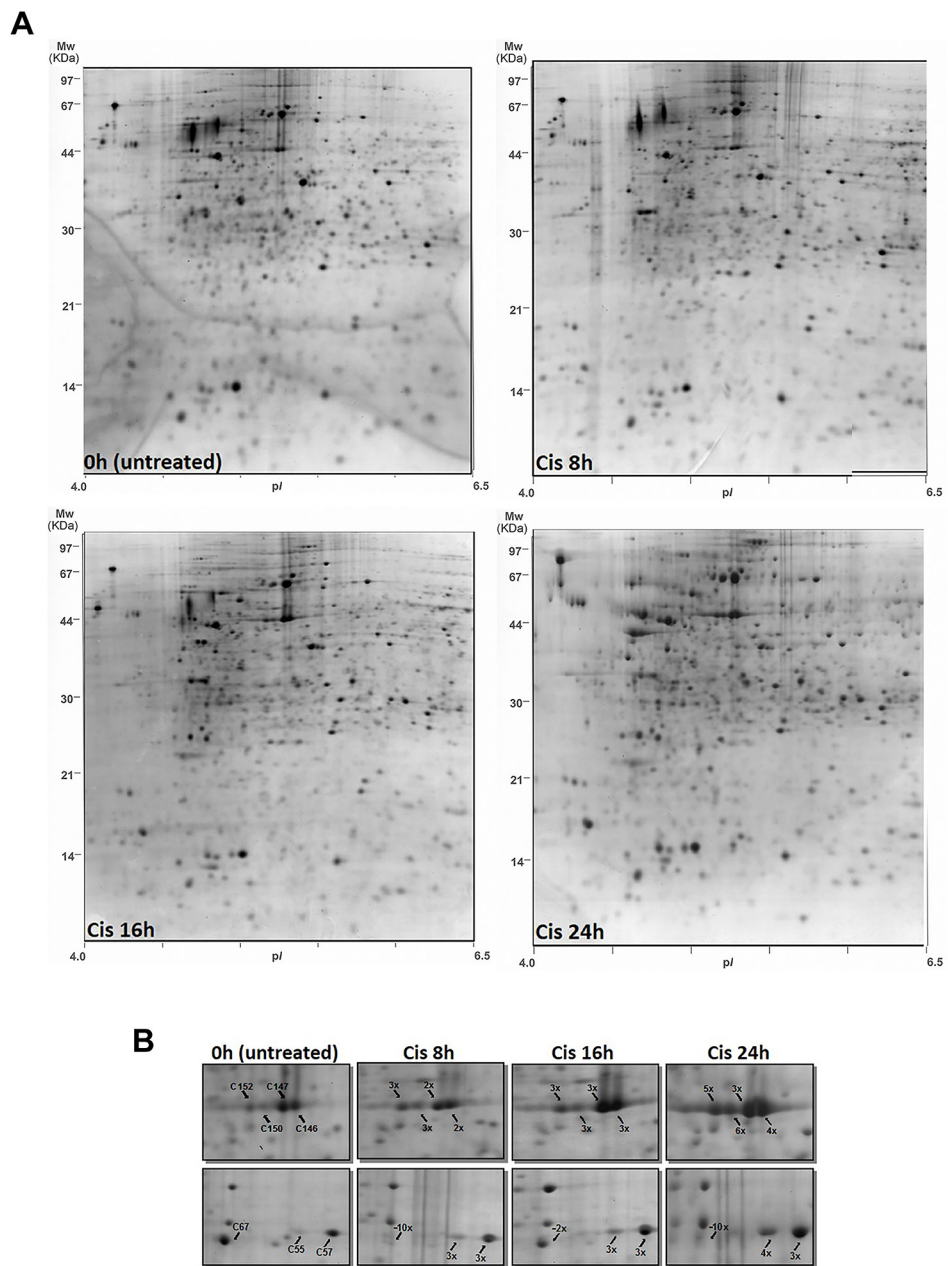 A
Mw
(KDa)
97
67
44
30
21
14
0h (untreated)
4.0
pI
6.5
Mw
(KDa)
97
67
44
30
21
14
Cis 8h
4.0
pI
6.5
Mw
(KDa)
97
67
44
30
21
14
Cis 16h
4.0
pI
6.5
Mw
(KDa)
97
67
44
30
21
14
Cis 24h
4.0
pI
6.5
B
0h (untreated) Cis 8h Cis 16h Cis 24h
C152 C147
C150 C146
3x 2x
3x 2x
3x 3x
3x 3x
5x 3x
6x 4x
C67
C55 C57
-10x
3x 3x
-2x
3x 3x
-10x
4x 3x